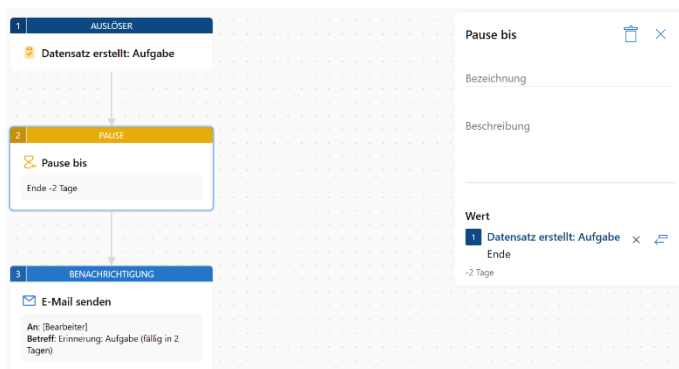 1 AUSLÖSER
Datensatz erstellt: Aufgabe
2 PAUSE
Pause bis
Ende -2 Tage
3 BENACHRICHTIGUNG
E-Mail senden
An: [Bearbeiter]
Betreff: Erinnerung: Aufgabe (fällig in 2
Tagen)
Pause bis
Bezeichnung
Beschreibung
Wert
1 Datensatz erstellt: Aufgabe
Ende
-2 Tage